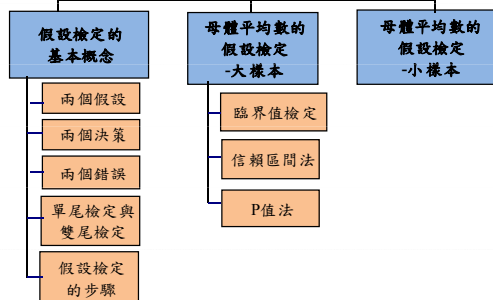 假設檢定的
基本概念
兩個假設
兩個決策
兩個錯誤
單尾檢定與
雙尾檢定
假設檢定
的步驟
母體平均數的
假設檢定
-大樣本
臨界值檢定
信賴區間法
P值法
母體平均數的
假設檢定
-小樣本